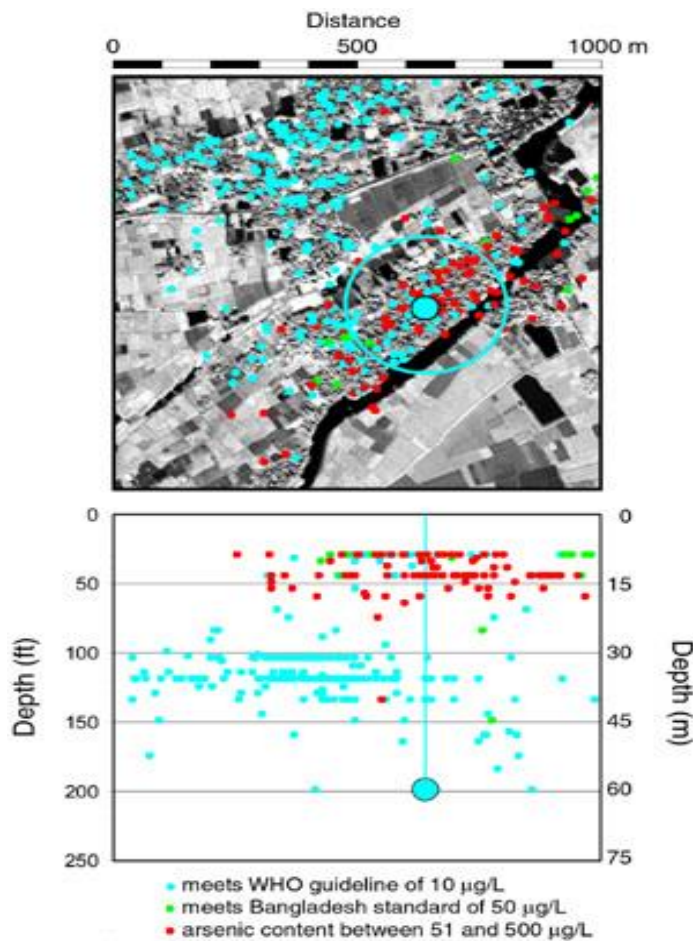 Distance
0 500 1000 m
0 0
50 15
100 30
150 45
200 60
250 75
Depth (ft)
Depth (m)
meets WHO guideline of 10 µg/L
meets Bangladesh standard of 50 µg/L
arsenic content between 51 and 500 µg/L